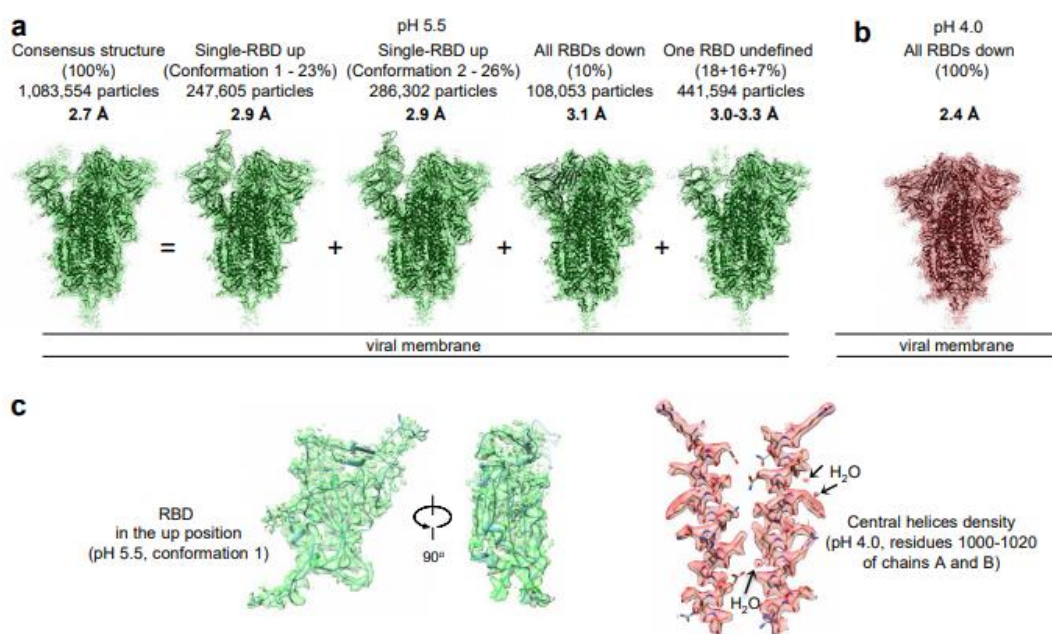 a
pH 5.5
Consensus structure
(100%)
1,083,554 particles
2.7 Å
Single-RBD up
(Conformation 1 - 23%)
247,605 particles
2.9 Å
Single-RBD up
(Conformation 2 - 26%)
286,302 particles
2.9 Å
All RBDs down
(10%)
108,053 particles
3.1 Å
One RBD undefined
(18+16+7%)
441,594 particles
3.0-3.3 Å
= + + +
viral membrane
b
pH 4.0
All RBDs down
(100%)
2.4 Å
viral membrane
c
RBD
in the up position
(pH 5.5, conformation 1)
90º
H₂O
Central helices density
(pH 4.0, residues 1000-1020
of chains A and B)
H₂O